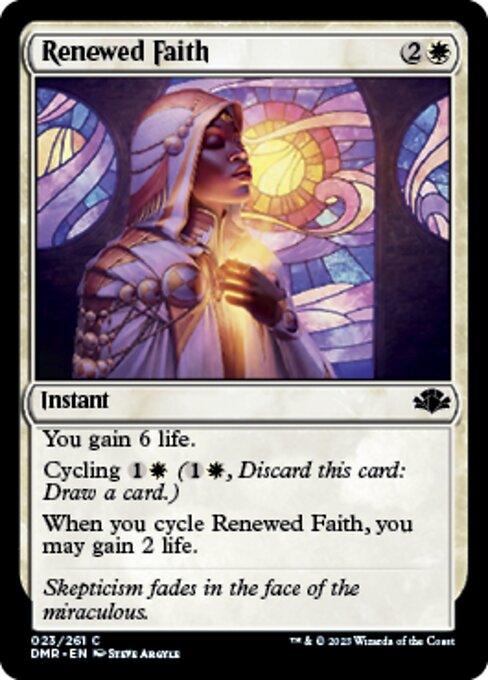 Renewed Faith 2
Instant
You gain 6 life.
Cycling 1 (1, Discard this card:
Draw a card.)
When you cycle Renewed Faith, you
may gain 2 life.
Skepticism fades in the face of the
miraculous.
023/261 C ™ & © 2023 Wizards of the Coast
DMR • EN Steve Argyle